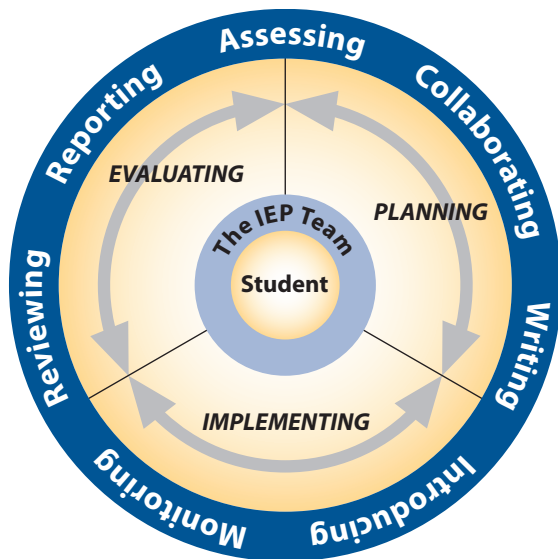 Assessing
Collaborating
Writing
Introducing
Monitoring
Reviewing
Reporting
EVALUATING
PLANNING
IMPLEMENTING
The IEP Team
Student